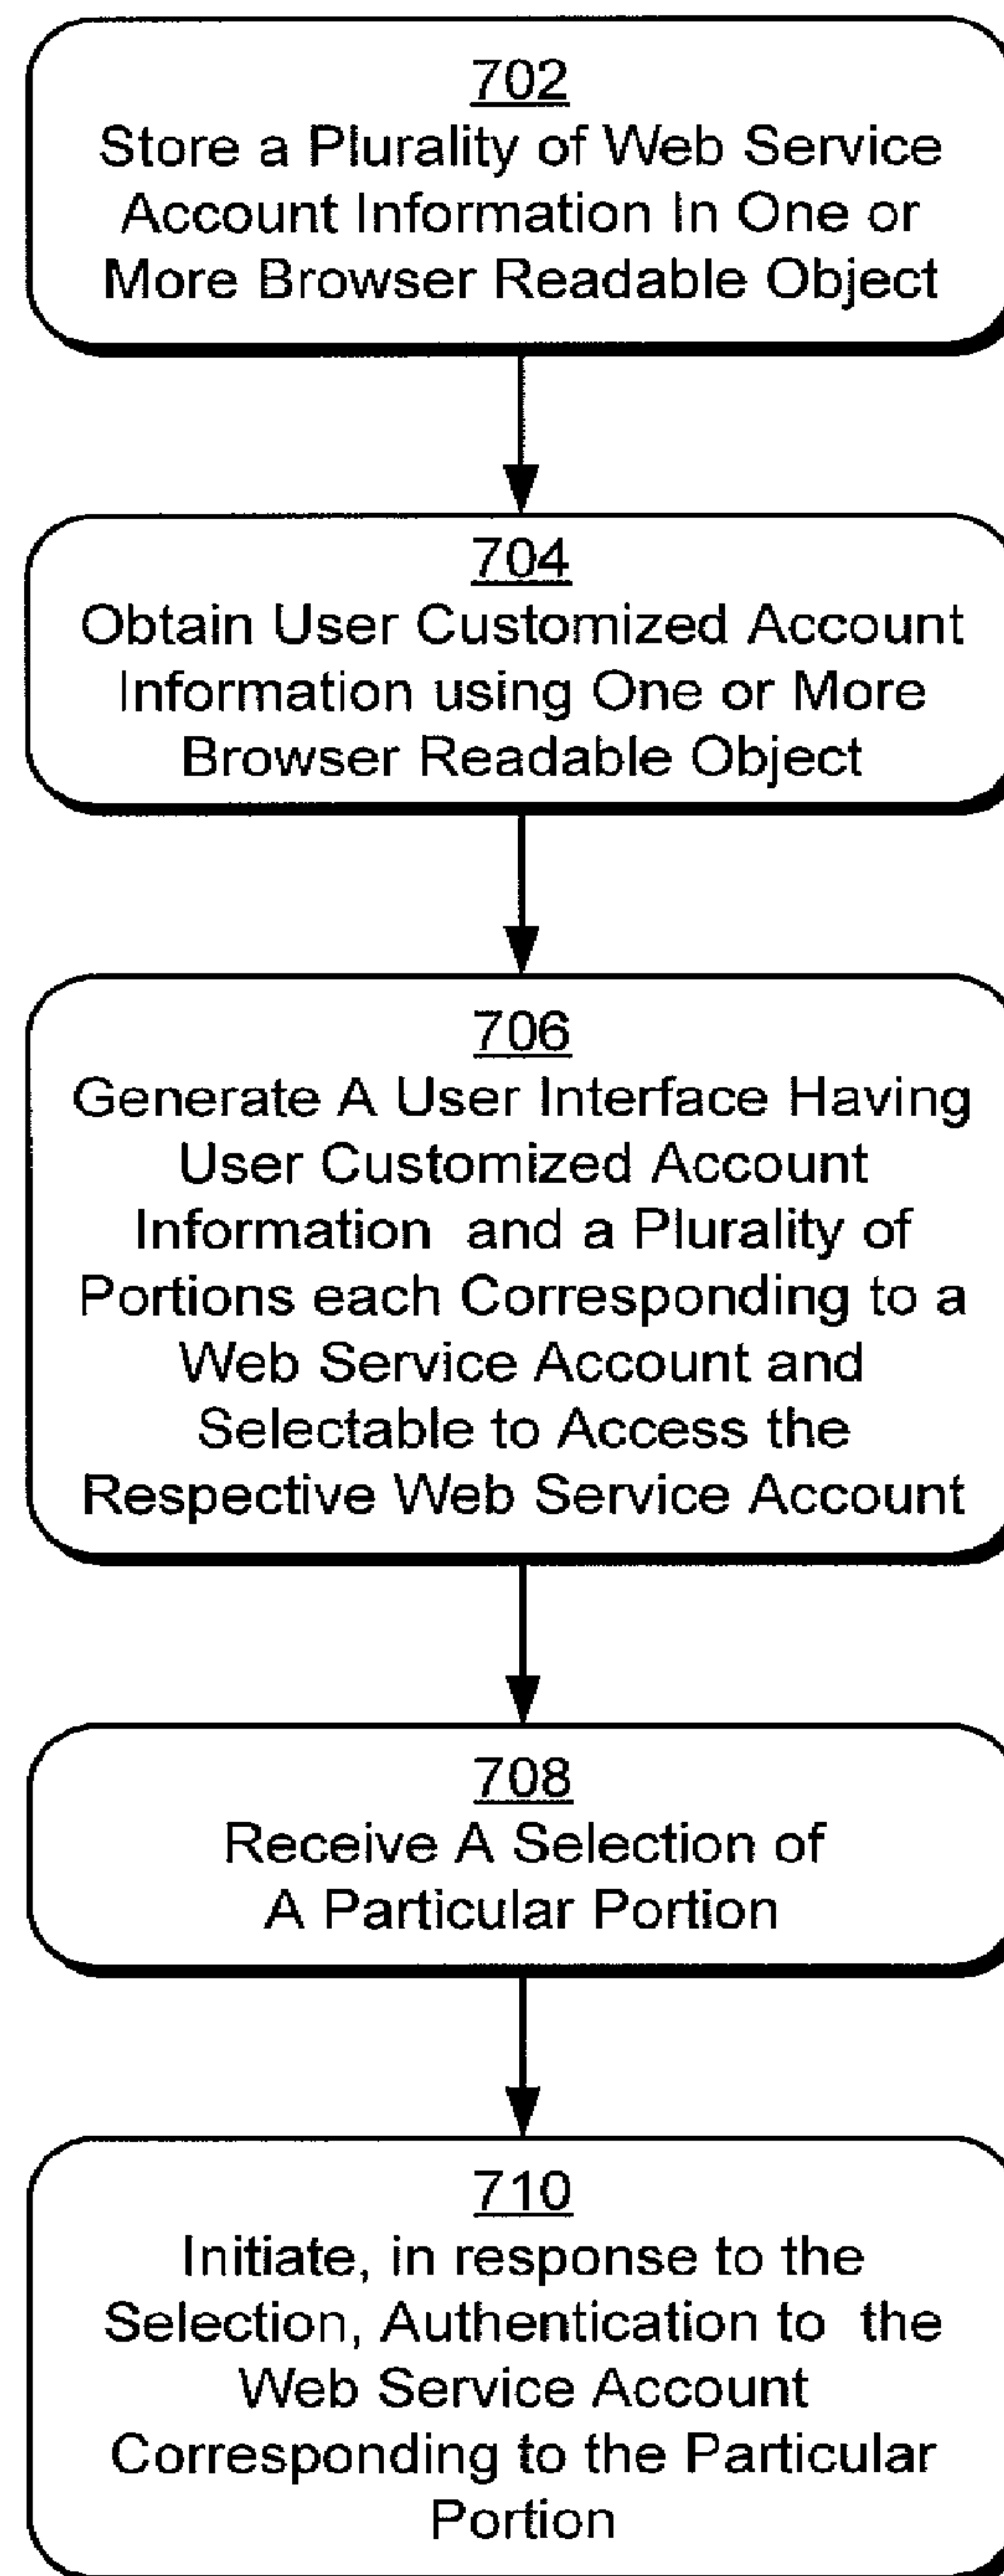 702
Store a Plurality of Web Service
Account Information In One or
More Browser Readable Object
704
Obtain User Customized Account
Information using One or More
Browser Readable Object
706
Generate A User Interface Having
User Customized Account
Information and a Plurality of
Portions each Corresponding to a
Web Service Account and
Selectable to Access the
Respective Web Service Account
708
Receive A Selection of
A Particular Portion
710
Initiate, in response to the
Selection, Authentication to the
Web Service Account
Corresponding to the Particular
Portion